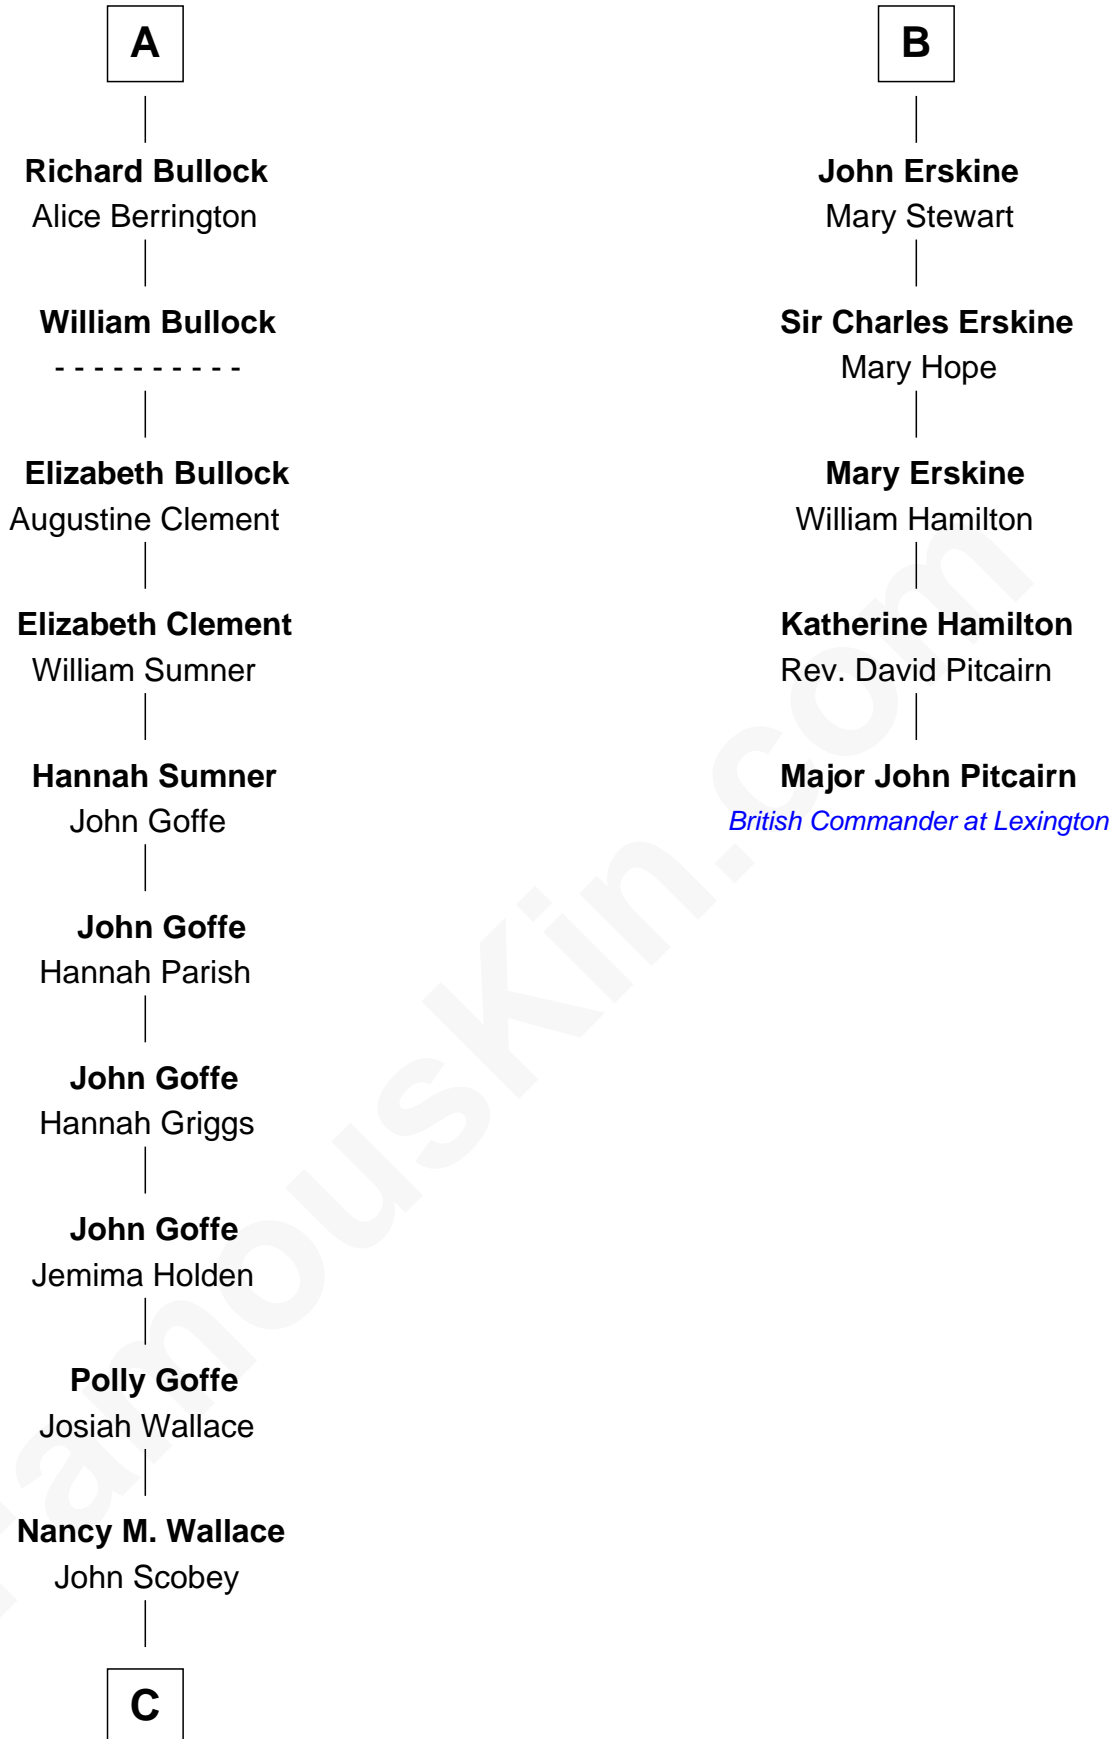 A
Richard Bullock
Alice Berrington
William Bullock
- - - - - - - - - -
Elizabeth Bullock
Augustine Clement
Elizabeth Clement
William Sumner
Hannah Sumner
John Goffe
John Goffe
Hannah Parish
John Goffe
Hannah Griggs
John Goffe
Jemima Holden
Polly Goffe
Josiah Wallace
Nancy M. Wallace
John Scobey
C
B
John Erskine
Mary Stewart
Sir Charles Erskine
Mary Hope
Mary Erskine
William Hamilton
Katherine Hamilton
Rev. David Pitcairn
Major John Pitcairn
British Commander at Lexington
FamousKin.com